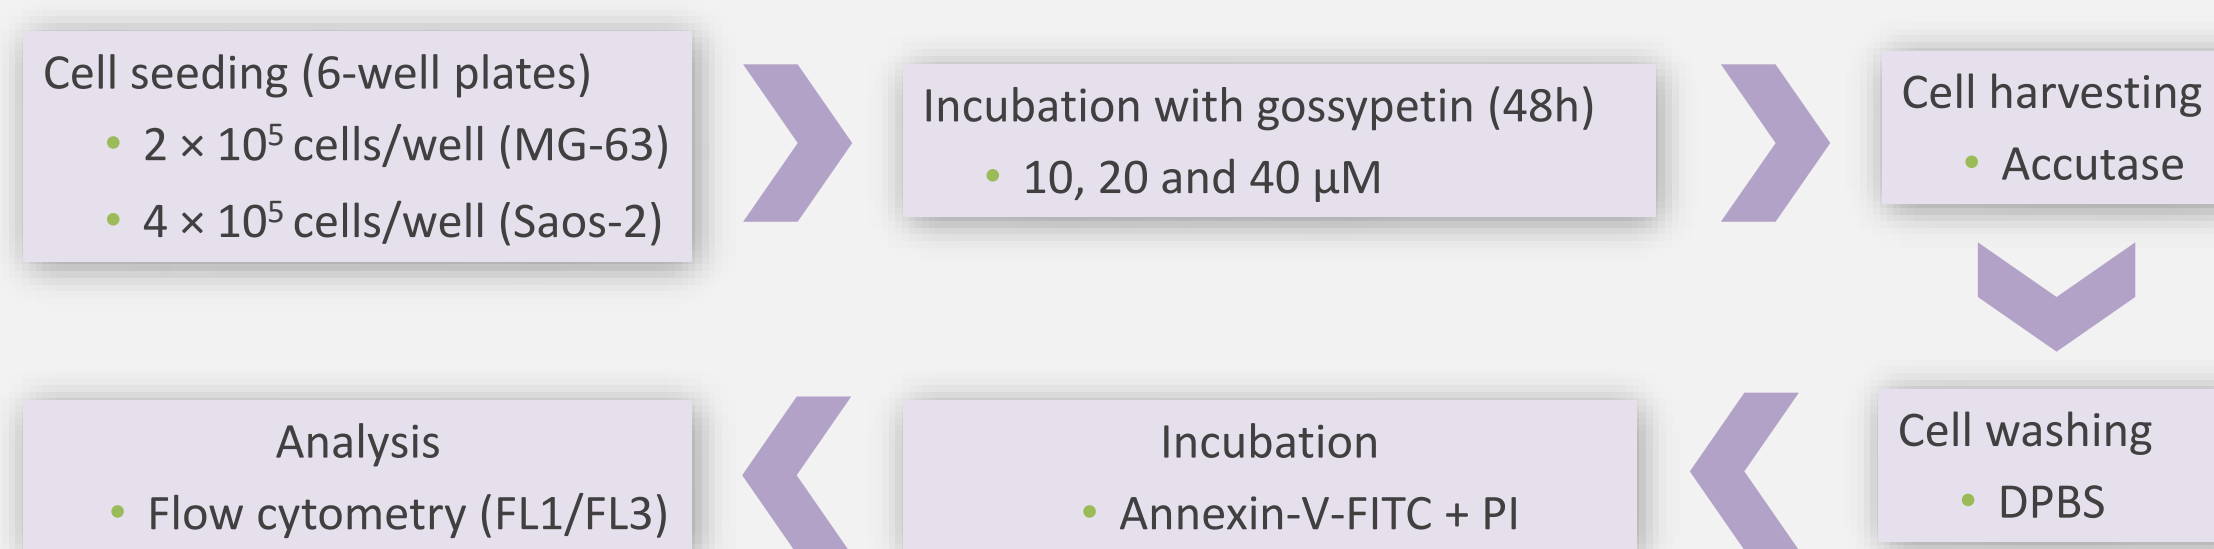 Cell seeding (6-well plates)
• 2 × 10⁵ cells/well (MG-63)
• 4 × 10⁵ cells/well (Saos-2)
Incubation with gossypetin (48h)
• 10, 20 and 40 μM
Cell harvesting
• Accutase
Cell washing
• DPBS
Incubation
• Annexin-V-FITC + PI
Analysis
• Flow cytometry (FL1/FL3)